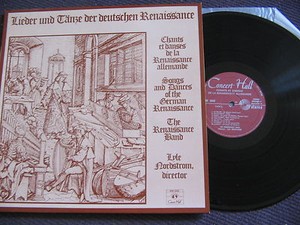 Lieder und Tänze der deutschen Renaissance
Chants
et danses
de la
Renaissance
allemande
Songs
and Dances
of the
German
Renaissance
The
Renaissance
Band
Lyle
Nordstrom,
director
Concert Hall